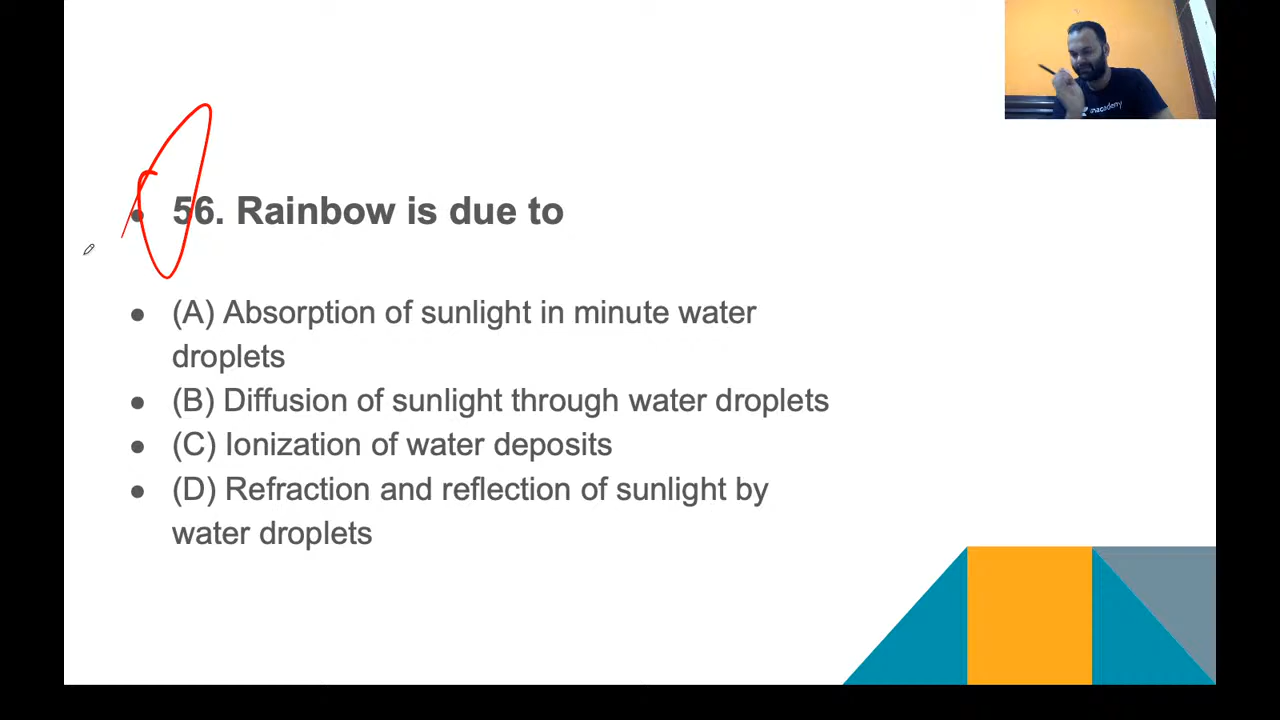 unacademy
56. Rainbow is due to
(A) Absorption of sunlight in minute water
droplets
(B) Diffusion of sunlight through water droplets
(C) Ionization of water deposits
(D) Refraction and reflection of sunlight by
water droplets